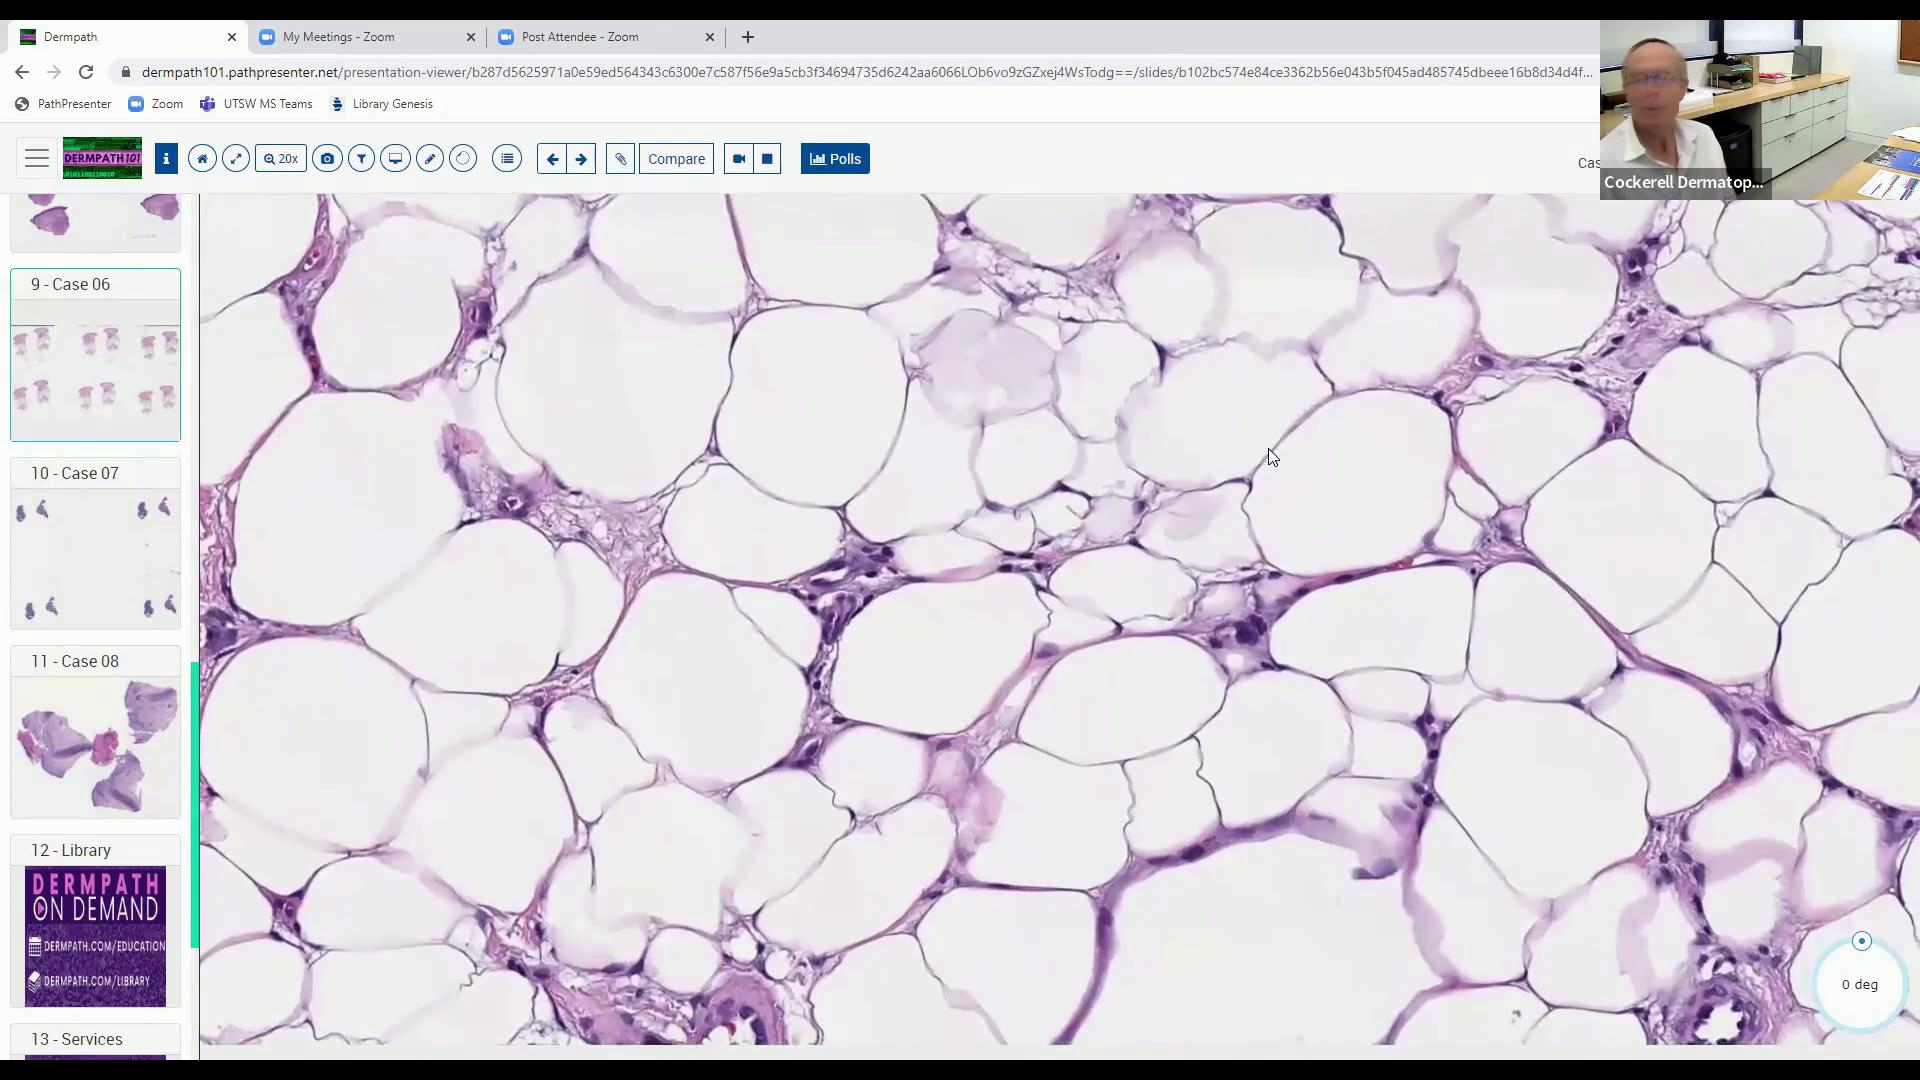 Dermpath
My Meetings - Zoom
Post Attendee - Zoom
dermpath101.pathpresenter.net/presentation-viewer/b287d5625971a0e59ed564343c6300e7c587f56e9a5cb3f34694735d6242aa6066LOb6vo9zGZxej4WsTodg==/slides/b102bc574e84ce3362b56e043b5f045ad485745dbeee16b8d34d4f...
PathPresenter
Zoom
UTSW MS Teams
Library Genesis
DERMPATH 101
20x
Compare
Polls
Cas
Cockerell Dermatop...
9 - Case 06
10 - Case 07
11 - Case 08
12 - Library
DERMPATH
ON DEMAND
DERMPATH.COM/EDUCATION
DERMPATH.COM/LIBRARY
13 - Services
0 deg